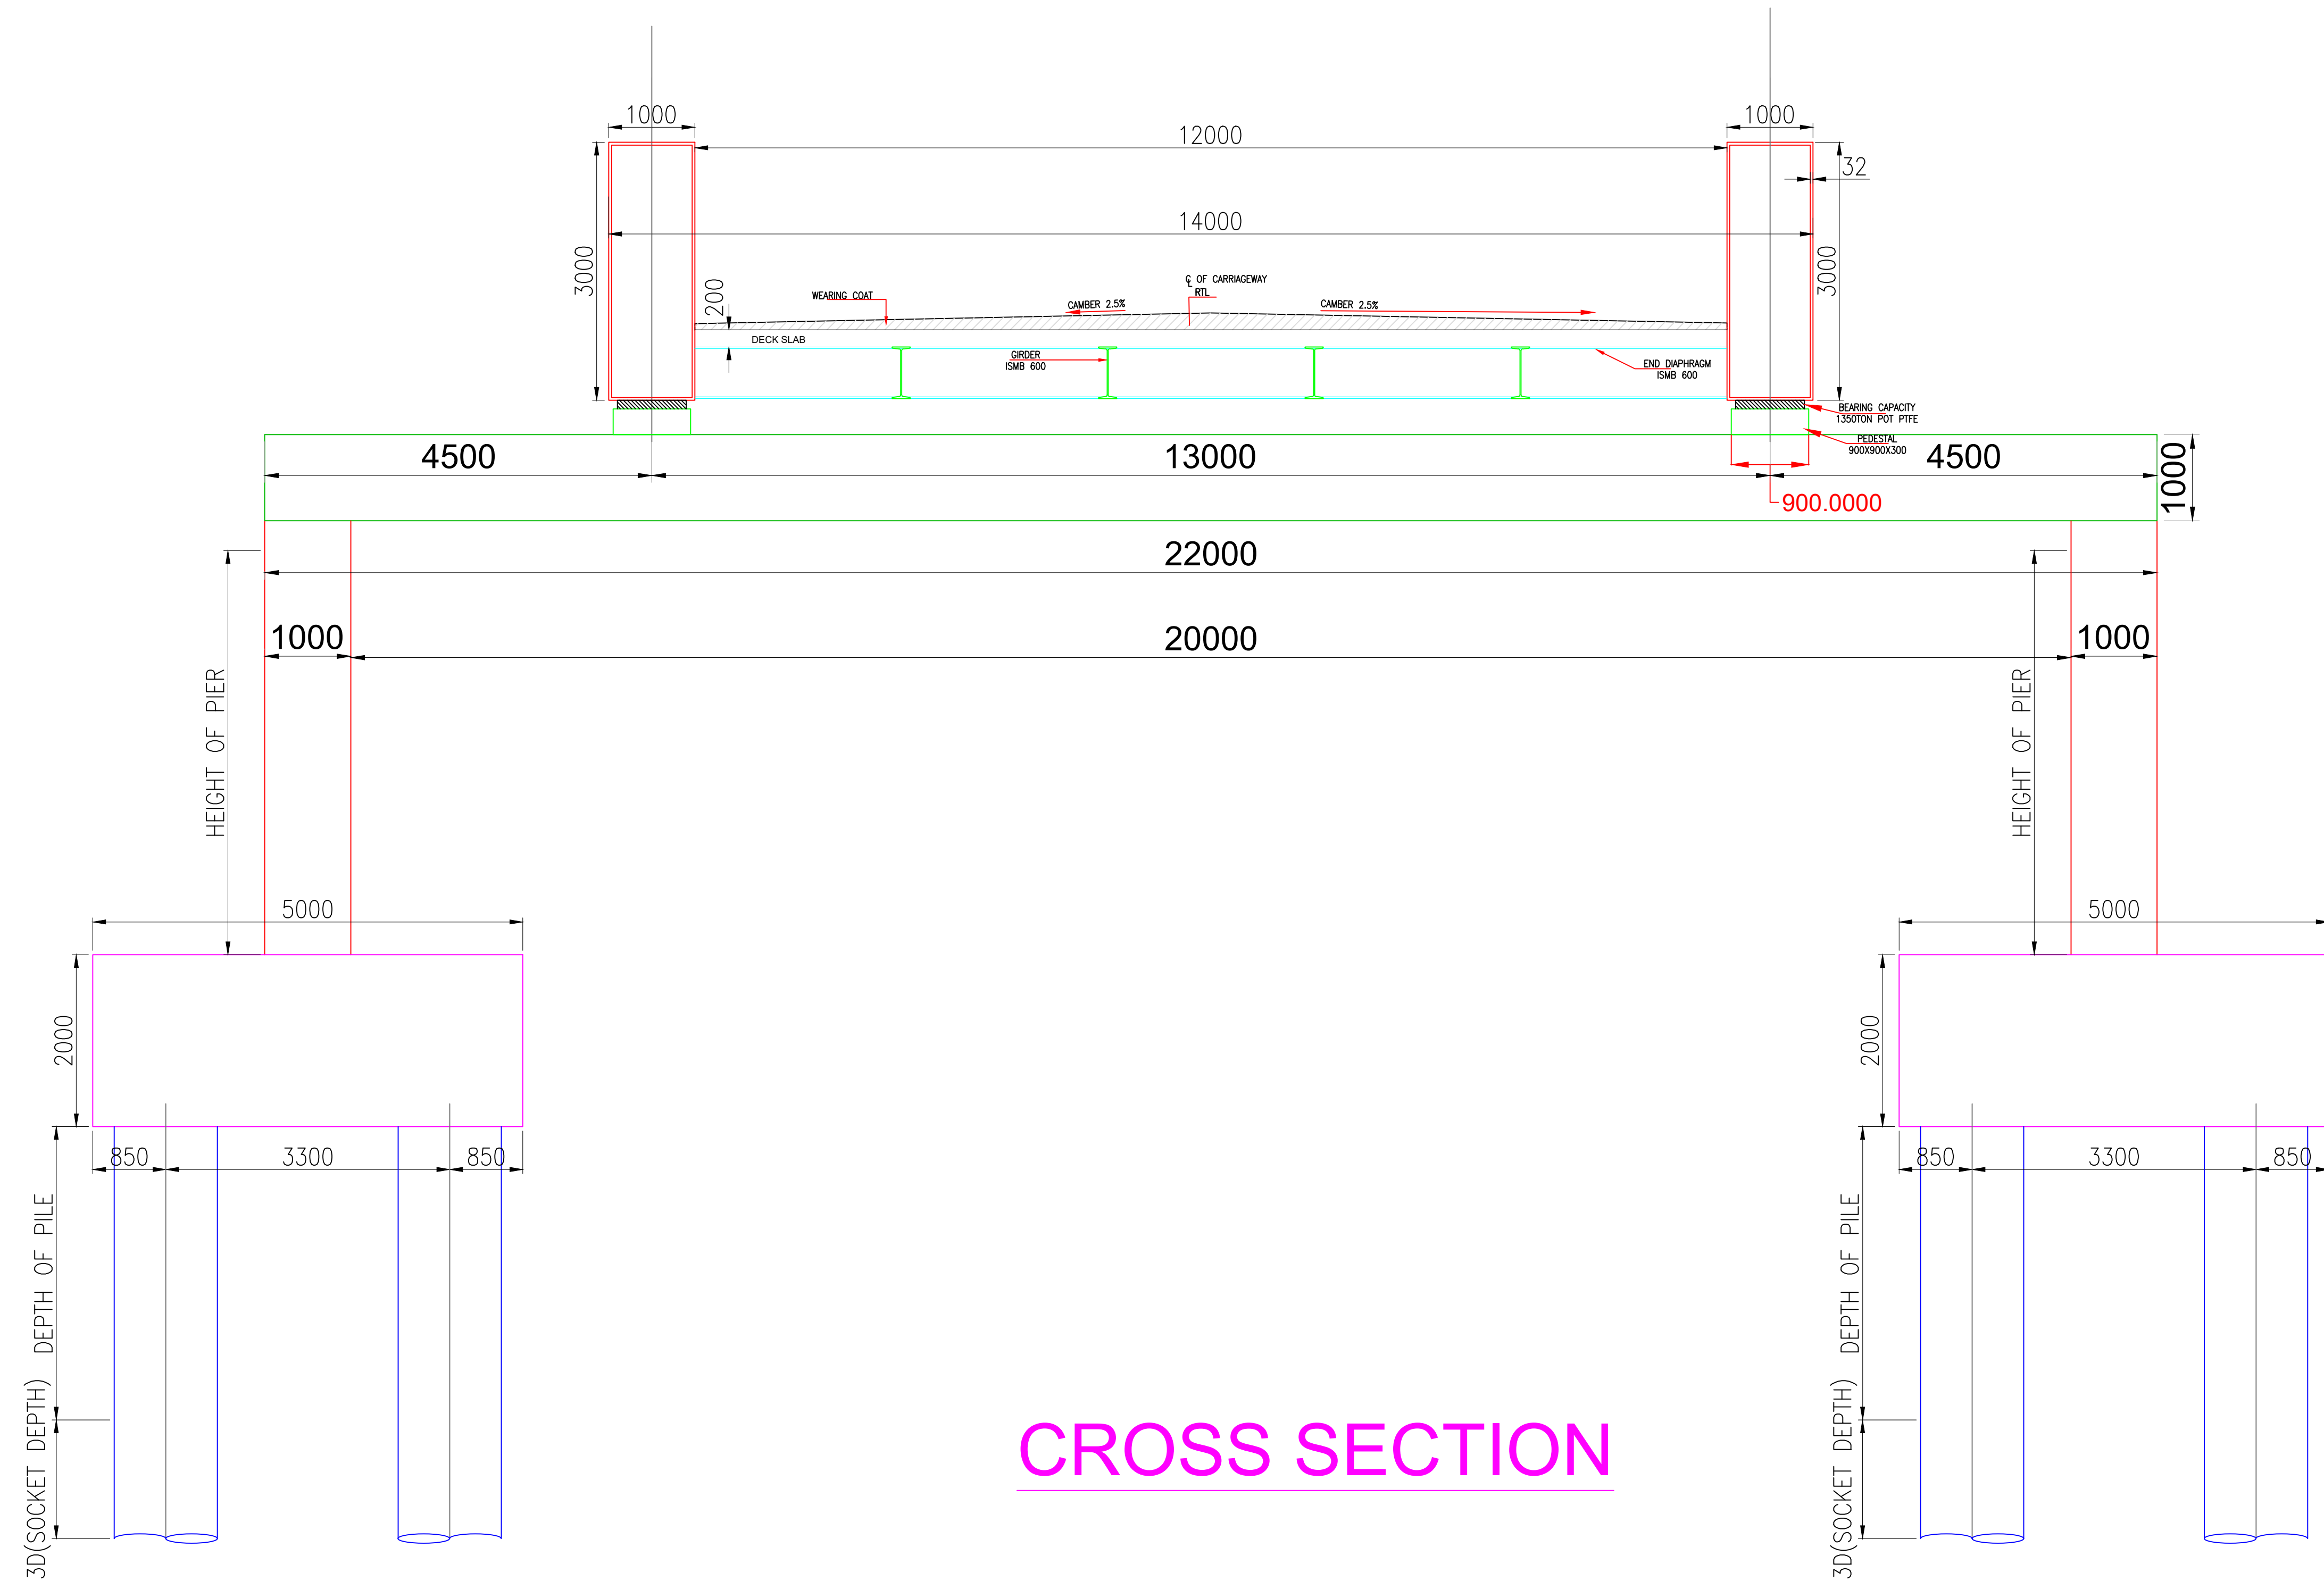 1000
12000
1000
32
14000
3000
3000
200
WEARING COAT
CAMBER 2.5%
℄ OF CARRIAGEWAY
RTL
CAMBER 2.5%
DECK SLAB
GIRDER
ISMB 600
END DIAPHRAGM
ISMB 600
BEARING CAPACITY
1350TON POT PTFE
PEDESTAL
900X900X300
4500
13000
4500
1000
900.0000
22000
1000
20000
1000
HEIGHT OF PIER
HEIGHT OF PIER
5000
5000
2000
2000
850
3300
850
850
3300
850
DEPTH OF PILE
DEPTH OF PILE
3D(SOCKET DEPTH)
3D(SOCKET DEPTH)
CROSS SECTION